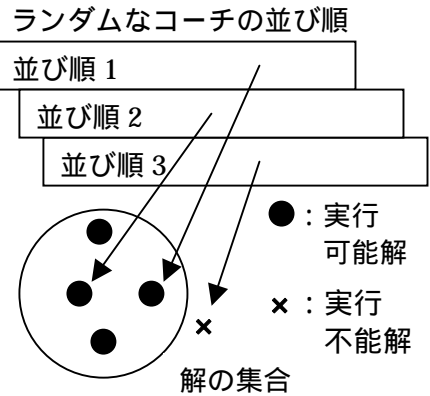 ランダムなコーチの並び順
並び順 1
並び順 2
並び順 3
●：実行
可能解
×：実行
不能解
解の集合